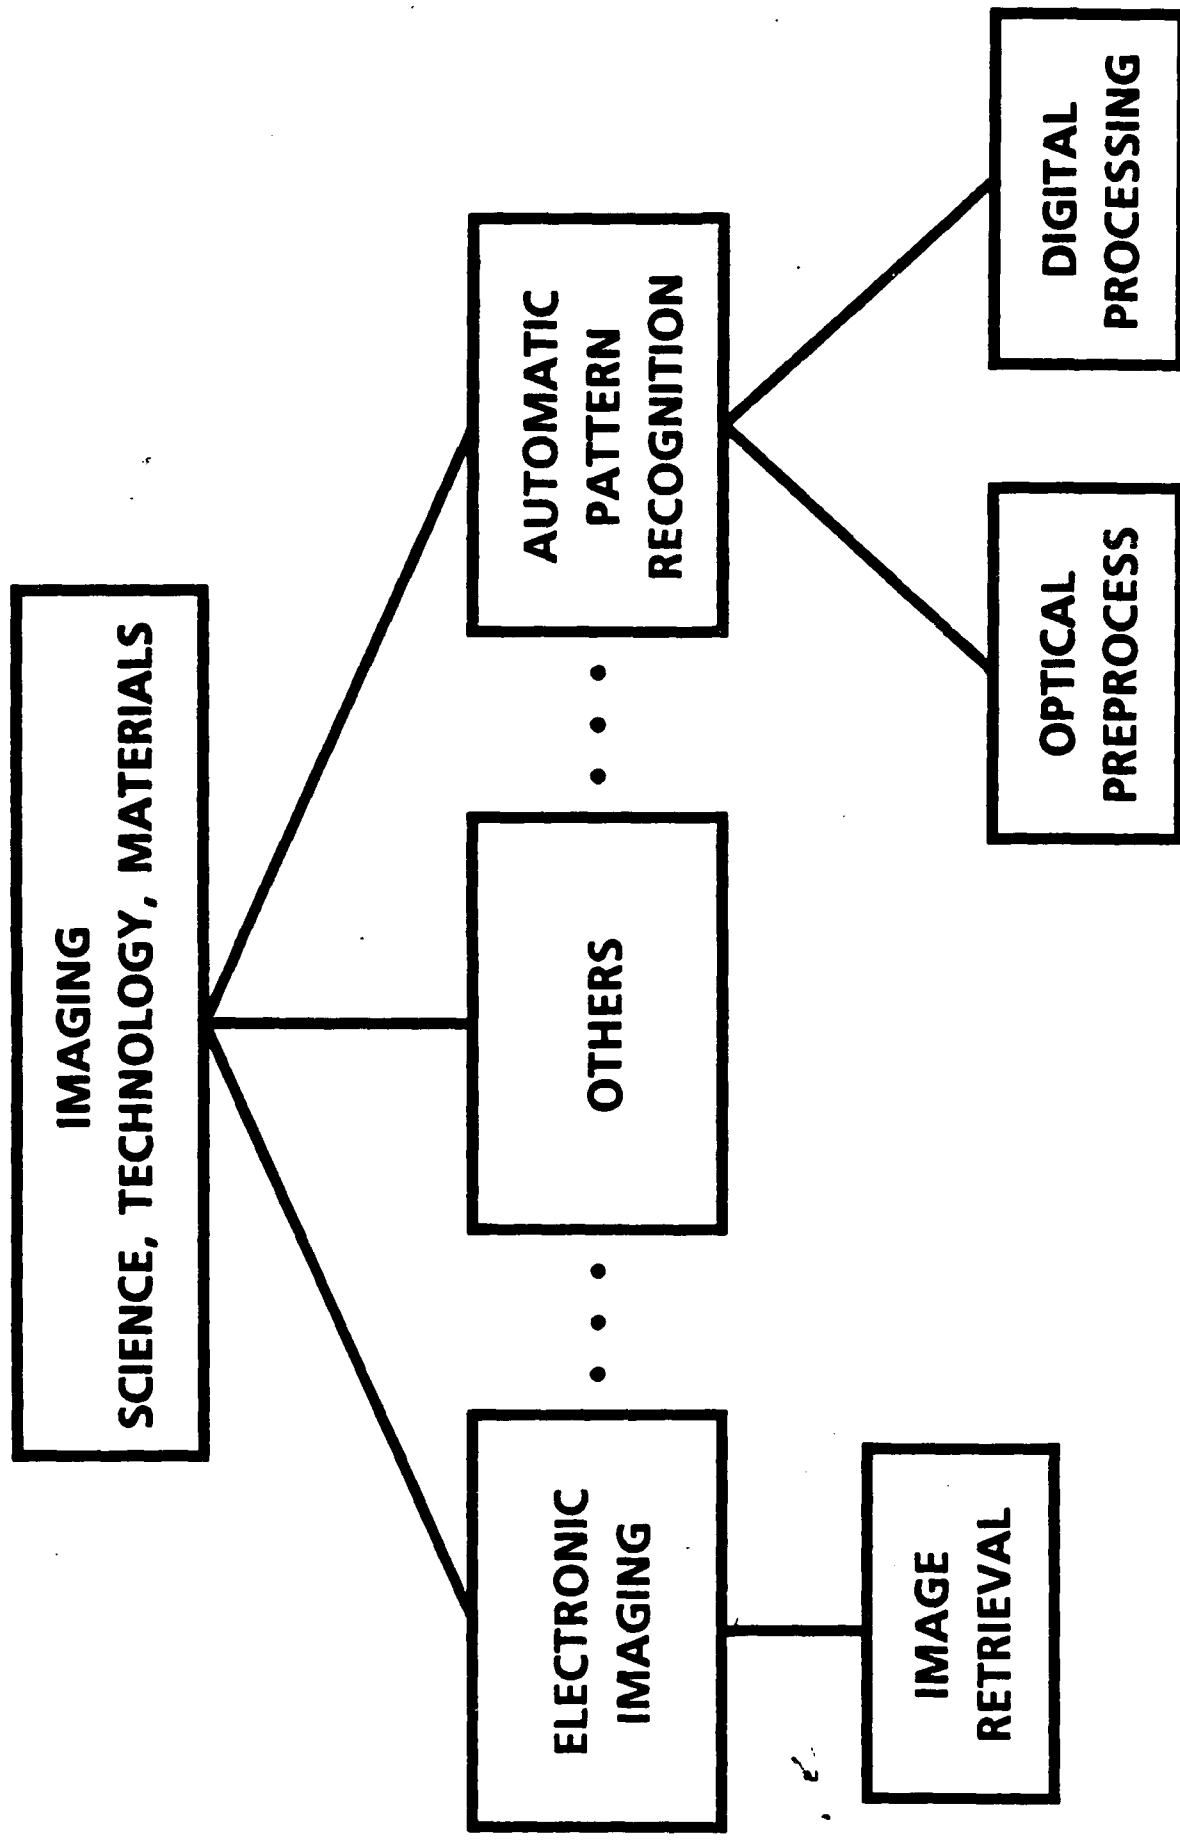 IMAGING
SCIENCE, TECHNOLOGY, MATERIALS
ELECTRONIC
IMAGING
OTHERS
AUTOMATIC
PATTERN
RECOGNITION
IMAGE
RETRIEVAL
OPTICAL
PREPROCESS
DIGITAL
PROCESSING